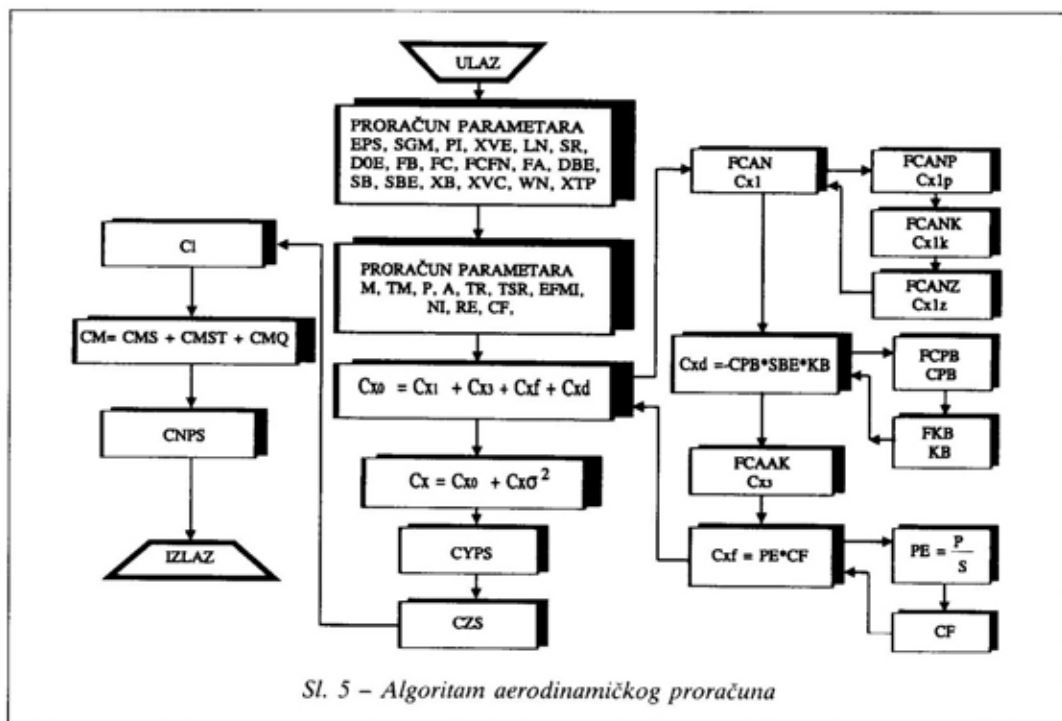 ULAZ
PRORAČUN PARAMETARA
EPS, SGM, PI, XVE, LN, SR,
D0E, FB, FC, FCFN, FA, DBE,
SB, SBE, XB, XVC, WN, XTP
PRORAČUN PARAMETARA
M, TM, P, A, TR, TSR, EFMI,
NI, RE, CF,
Cx0 = Cx1 + Cx3 + Cxf + Cxd
Cx = Cx0 + Cxσ²
CYPS
CZS
Cl
CM= CMS + CMST + CMQ
CNPS
IZLAZ
FCAN
Cx1
FCANP
Cx1p
FCANK
Cx1k
FCANZ
Cx1z
Cxd =-CPB*SBE*KB
FCPB
CPB
FKB
KB
FCAAK
Cx3
Cxf = PE*CF
PE = P
S
CF
Sl. 5 – Algoritam aerodinamičkog proračuna